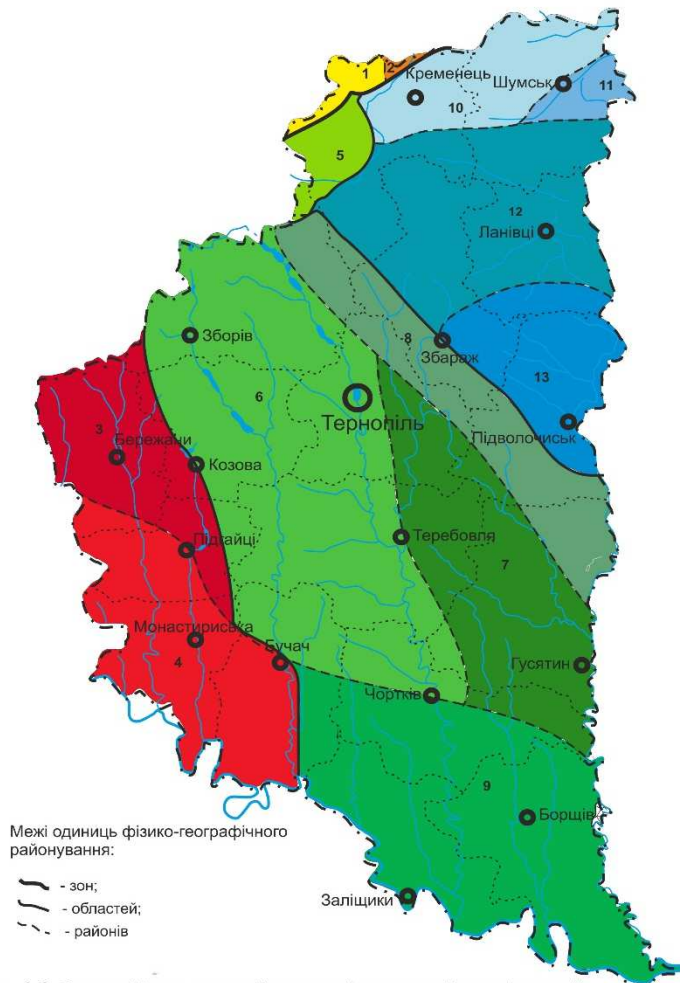 1
2
Кременець
Шумськ
11
10
5
12
Ланівці
Зборів
8
Збараж
13
6
Тернопіль
Підволочиськ
3
Бережани
Козова
Підгайці
Теребовля
7
Монастириська
4
Бучач
Гусятин
Чортків
9
Борщів
Заліщики
Межі одиниць фізико-географічного
районування:
- зон;
- областей;
- районів